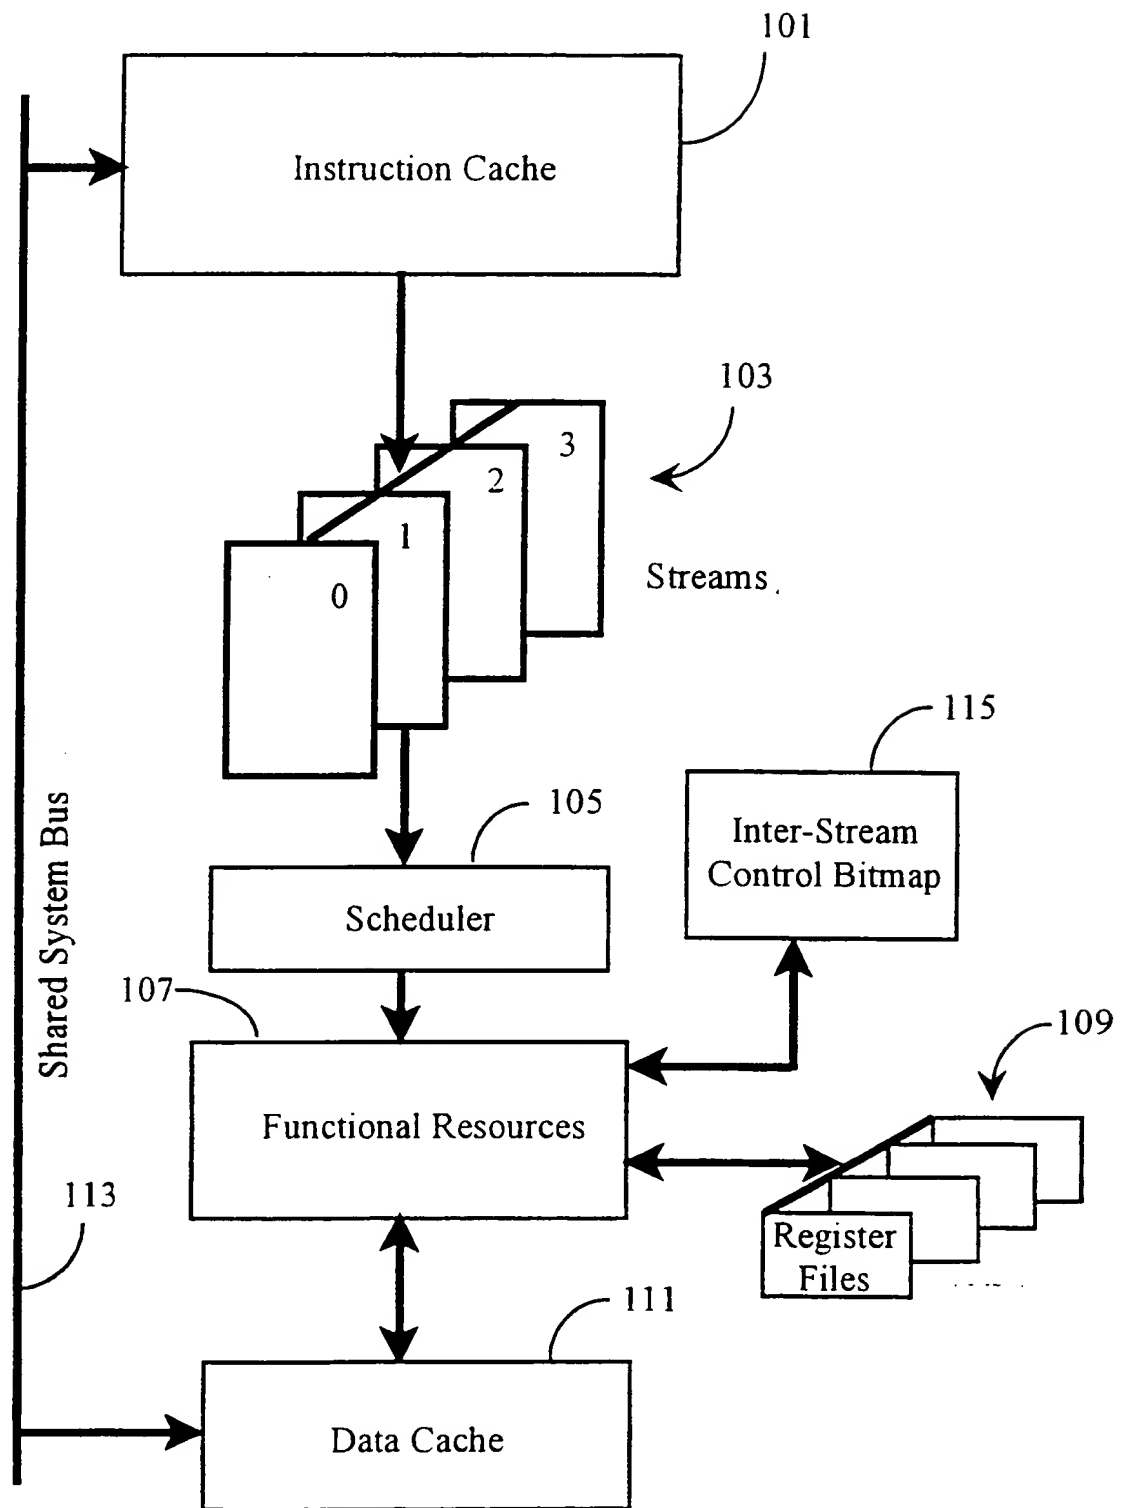 101
Instruction Cache
103
3
2
1
0
Streams
115
105
Inter-Stream
Control Bitmap
Scheduler
Shared System Bus
107
109
Functional Resources
113
Register
Files
111
Data Cache